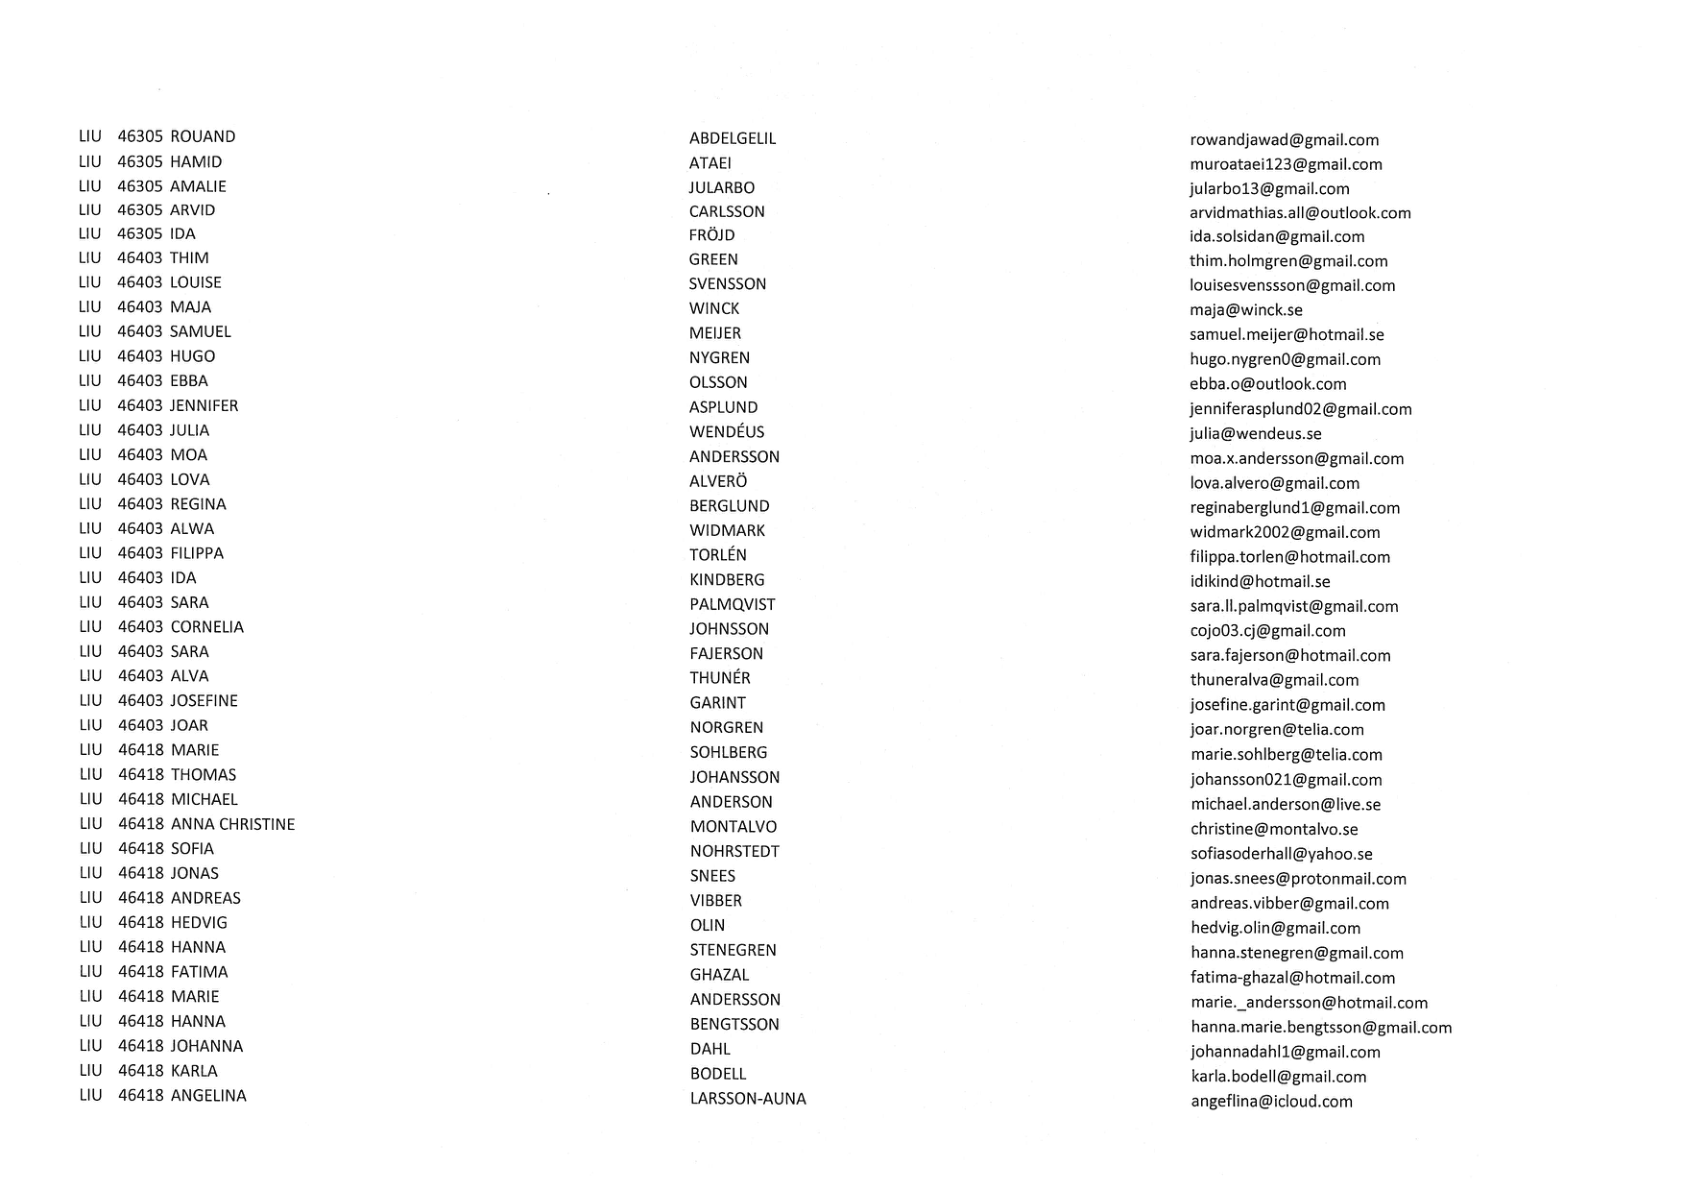 LIU 46305 ROUAND ABDELGELIL rowandjawad@gmail.com
LIU 46305 HAMID ATAEI muroataei123@gmail.com
LIU 46305 AMALIE JULARBO jularbo13@gmail.com
LIU 46305 ARVID CARLSSON arvidmathias.all@outlook.com
LIU 46305 IDA FRÖJD ida.solsidan@gmail.com
LIU 46403 THIM GREEN thim.holmgren@gmail.com
LIU 46403 LOUISE SVENSSON louisesvenssson@gmail.com
LIU 46403 MAJA WINCK maja@winck.se
LIU 46403 SAMUEL MEIJER samuel.meijer@hotmail.se
LIU 46403 HUGO NYGREN hugo.nygren0@gmail.com
LIU 46403 EBBA OLSSON ebba.o@outlook.com
LIU 46403 JENNIFER ASPLUND jenniferasplund02@gmail.com
LIU 46403 JULIA WENDÉUS julia@wendeus.se
LIU 46403 MOA ANDERSSON moa.x.andersson@gmail.com
LIU 46403 LOVA ALVERÖ lova.alvero@gmail.com
LIU 46403 REGINA BERGLUND reginaberglund1@gmail.com
LIU 46403 ALWA WIDMARK widmark2002@gmail.com
LIU 46403 FILIPPA TORLÉN filippa.torlen@hotmail.com
LIU 46403 IDA KINDBERG idikind@hotmail.se
LIU 46403 SARA PALMQVIST sara.ll.palmqvist@gmail.com
LIU 46403 CORNELIA JOHNSSON cojo03.cj@gmail.com
LIU 46403 SARA FAJERSON sara.fajerson@hotmail.com
LIU 46403 ALVA THUNÉR thuneralva@gmail.com
LIU 46403 JOSEFINE GARINT josefine.garint@gmail.com
LIU 46403 JOAR NORGREN joar.norgren@telia.com
LIU 46418 MARIE SOHLBERG marie.sohlberg@telia.com
LIU 46418 THOMAS JOHANSSON johansson021@gmail.com
LIU 46418 MICHAEL ANDERSON michael.anderson@live.se
LIU 46418 ANNA CHRISTINE MONTALVO christine@montalvo.se
LIU 46418 SOFIA NOHRSTEDT sofiasoderhall@yahoo.se
LIU 46418 JONAS SNEES jonas.snees@protonmail.com
LIU 46418 ANDREAS VIBBER andreas.vibber@gmail.com
LIU 46418 HEDVIG OLIN hedvig.olin@gmail.com
LIU 46418 HANNA STENEGREN hanna.stenegren@gmail.com
LIU 46418 FATIMA GHAZAL fatima-ghazal@hotmail.com
LIU 46418 MARIE ANDERSSON marie._andersson@hotmail.com
LIU 46418 HANNA BENGTSSON hanna.marie.bengtsson@gmail.com
LIU 46418 JOHANNA DAHL johannadahl1@gmail.com
LIU 46418 KARLA BODELL karla.bodell@gmail.com
LIU 46418 ANGELINA LARSSON-AUNA angeflina@icloud.com